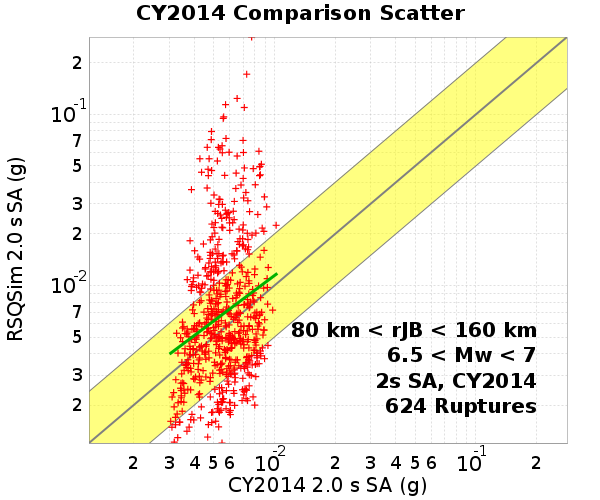 CY2014 Comparison Scatter
RSQSim 2.0 s SA (g)
2
10-1
7
5
3
2
10-2
7
5
3
2
80 km < rJB < 160 km
6.5 < Mw < 7
2s SA, CY2014
624 Ruptures
2 3 4 5 6 10-2 2 3 4 5 6 10-1 2
CY2014 2.0 s SA (g)